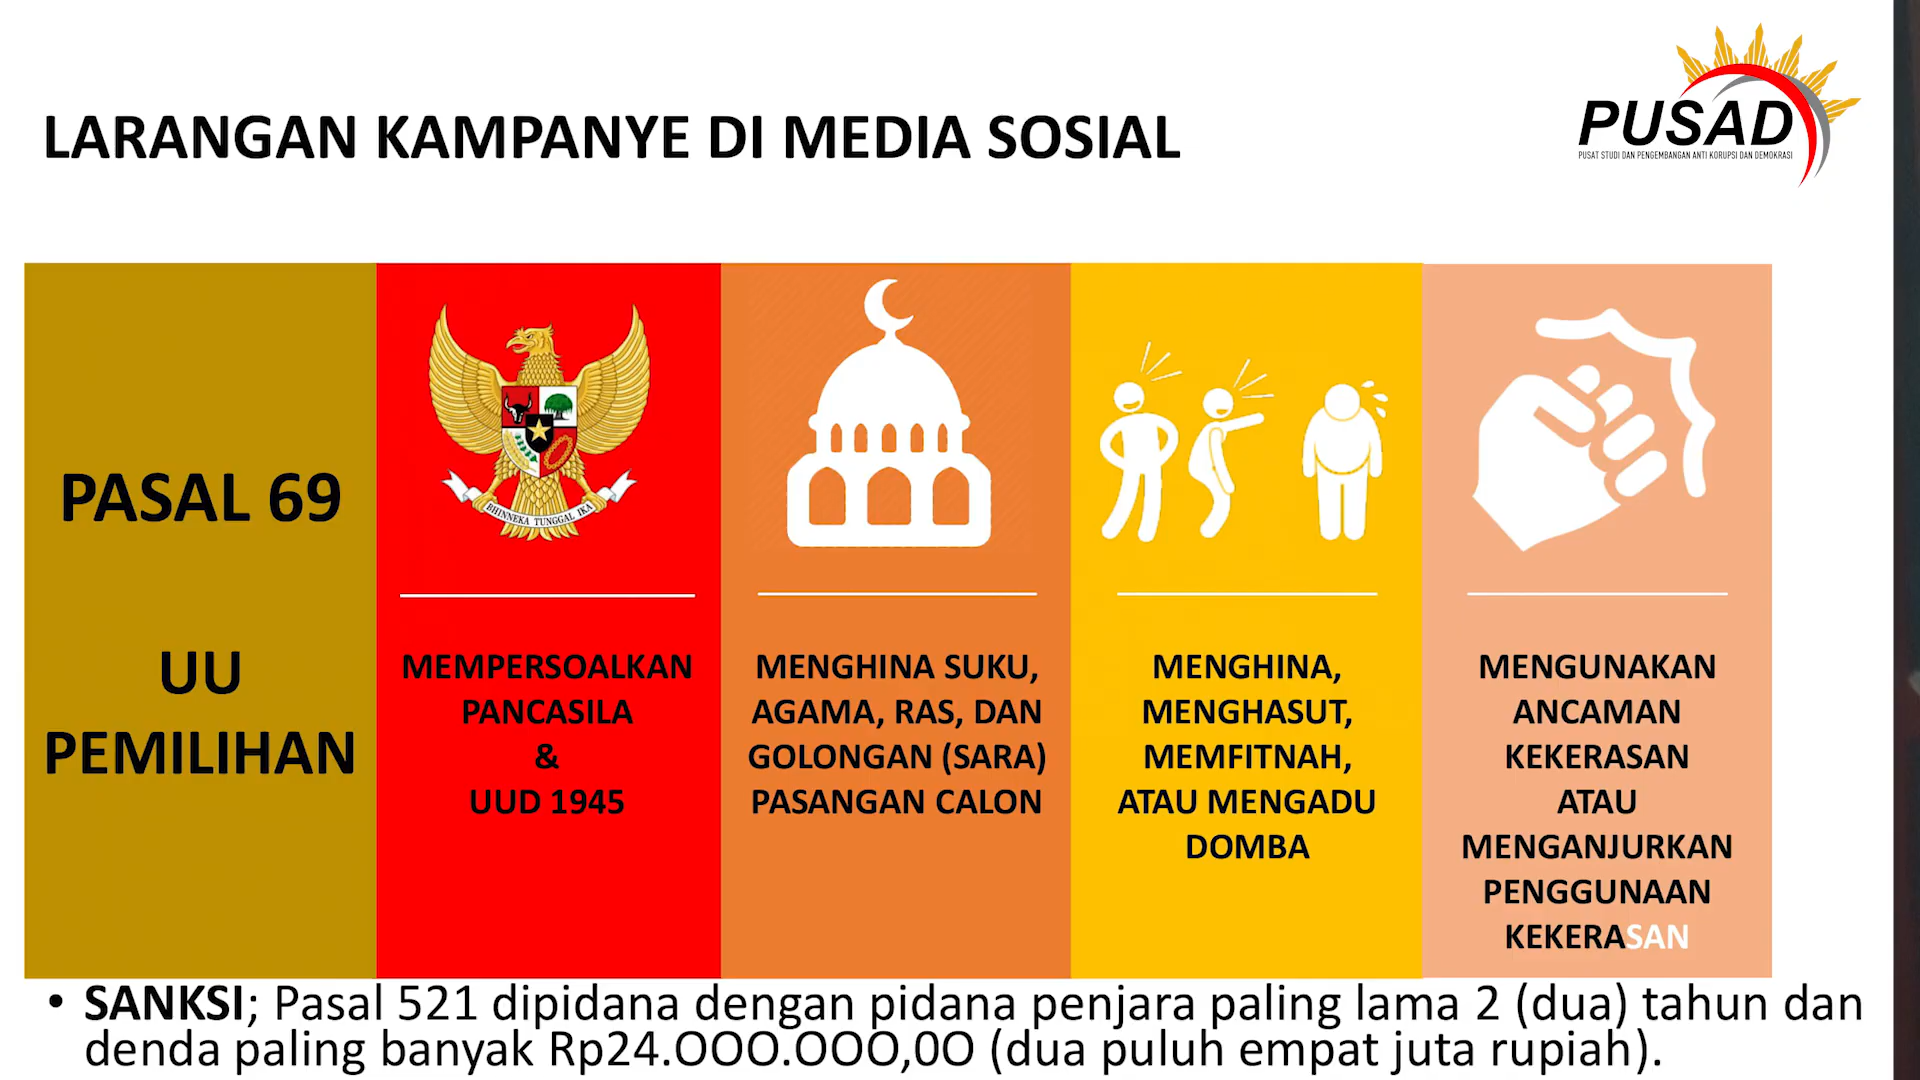 LARANGAN KAMPANYE DI MEDIA SOSIAL
PUSAD
PUSAT STUDI DAN PENGEMBANGAN ANTI KORUPSI DAN DEMOKRASI
PASAL 69
UU
PEMILIHAN
BHINNEKA TUNGGAL IKA
MEMPERSOALKAN
PANCASILA
&
UUD 1945
MENGHINA SUKU,
AGAMA, RAS, DAN
GOLONGAN (SARA)
PASANGAN CALON
MENGHINA,
MENGHASUT,
MEMFITNAH,
ATAU MENGADU
DOMBA
MENGUNAKAN
ANCAMAN
KEKERASAN
ATAU
MENGANJURKAN
PENGGUNAAN
KEKERASAN
• SANKSI; Pasal 521 dipidana dengan pidana penjara paling lama 2 (dua) tahun dan
denda paling banyak Rp24.OOO.OOO,0O (dua puluh empat juta rupiah).